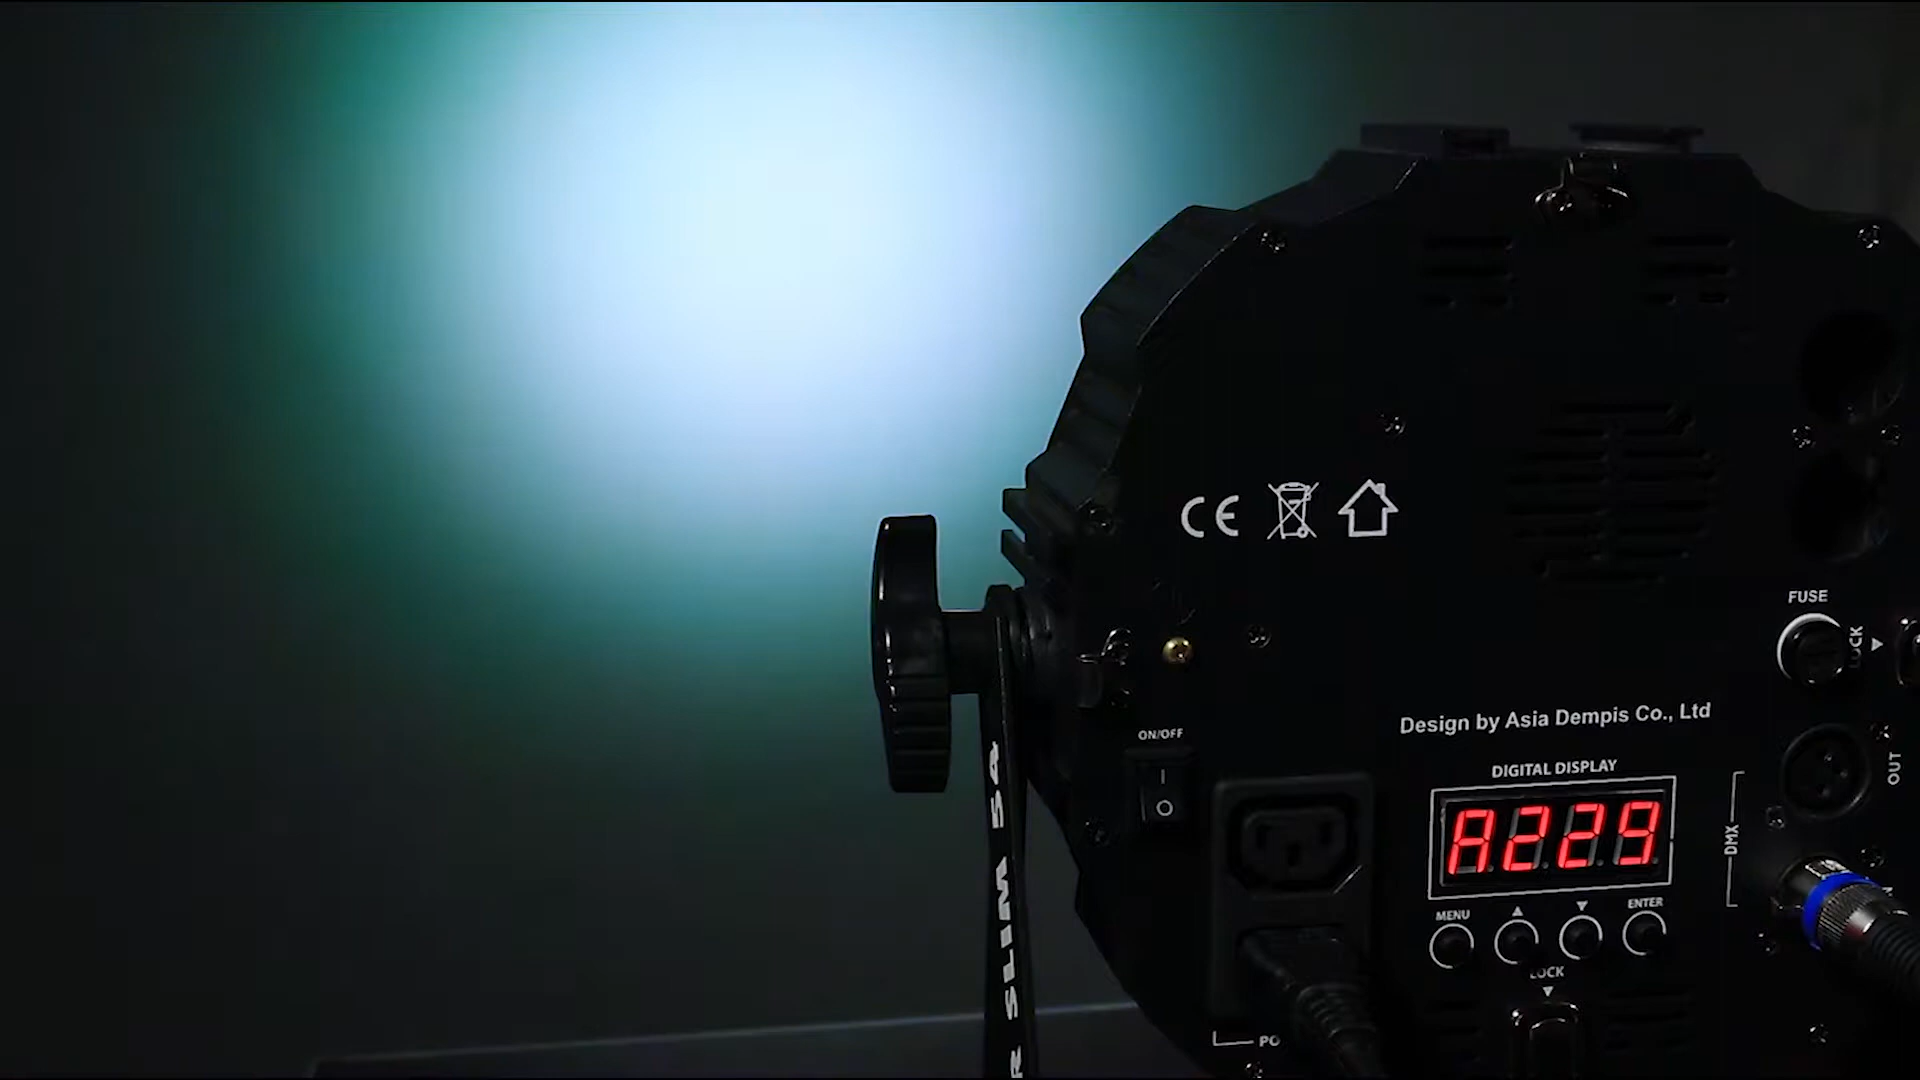 CE
FUSE
LOCK
Design by Asia Dempis Co., Ltd
ON/OFF
I
O
DIGITAL DISPLAY
A229
OUT
DMX
MENU
ENTER
LOCK
R SLIM 54
PO